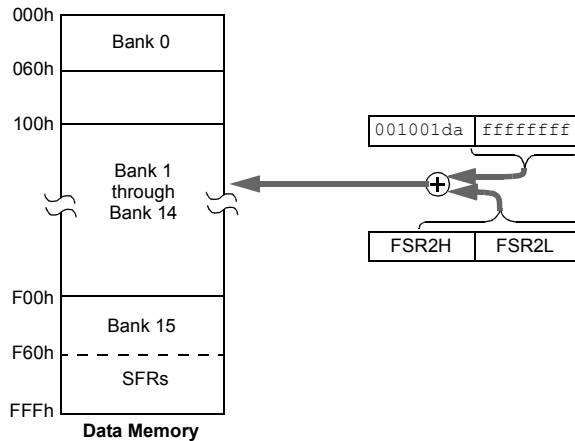 000h
Bank 0
060h
100h
001001da ffffffff
Bank 1
through
Bank 14
FSR2H FSR2L
F00h
Bank 15
F60h
SFRs
FFFh
Data Memory